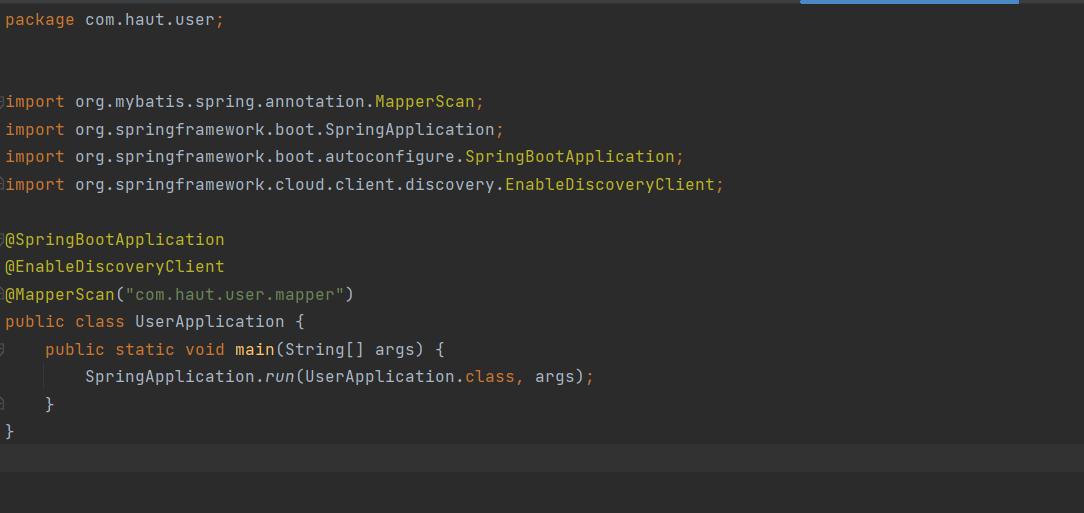 package com.haut.user;
import org.mybatis.spring.annotation.MapperScan;
import org.springframework.boot.SpringApplication;
import org.springframework.boot.autoconfigure.SpringBootApplication;
import org.springframework.cloud.client.discovery.EnableDiscoveryClient;
@SpringBootApplication
@EnableDiscoveryClient
@MapperScan("com.haut.user.mapper")
public class UserApplication {
    public static void main(String[] args) {
        SpringApplication.run(UserApplication.class, args);
    }
}